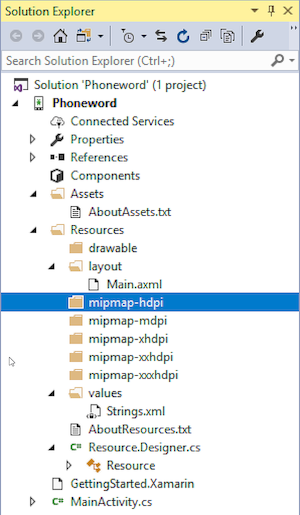 Solution Explorer
Search Solution Explorer (Ctrl+;)
Solution 'Phoneword' (1 project)
Phoneword
Connected Services
Properties
References
Components
Assets
AboutAssets.txt
Resources
drawable
layout
Main.axml
mipmap-hdpi
mipmap-mdpi
mipmap-xhdpi
mipmap-xxhdpi
mipmap-xxxhdpi
values
Strings.xml
AboutResources.txt
C# Resource.Designer.cs
Resource
GettingStarted.Xamarin
C# MainActivity.cs